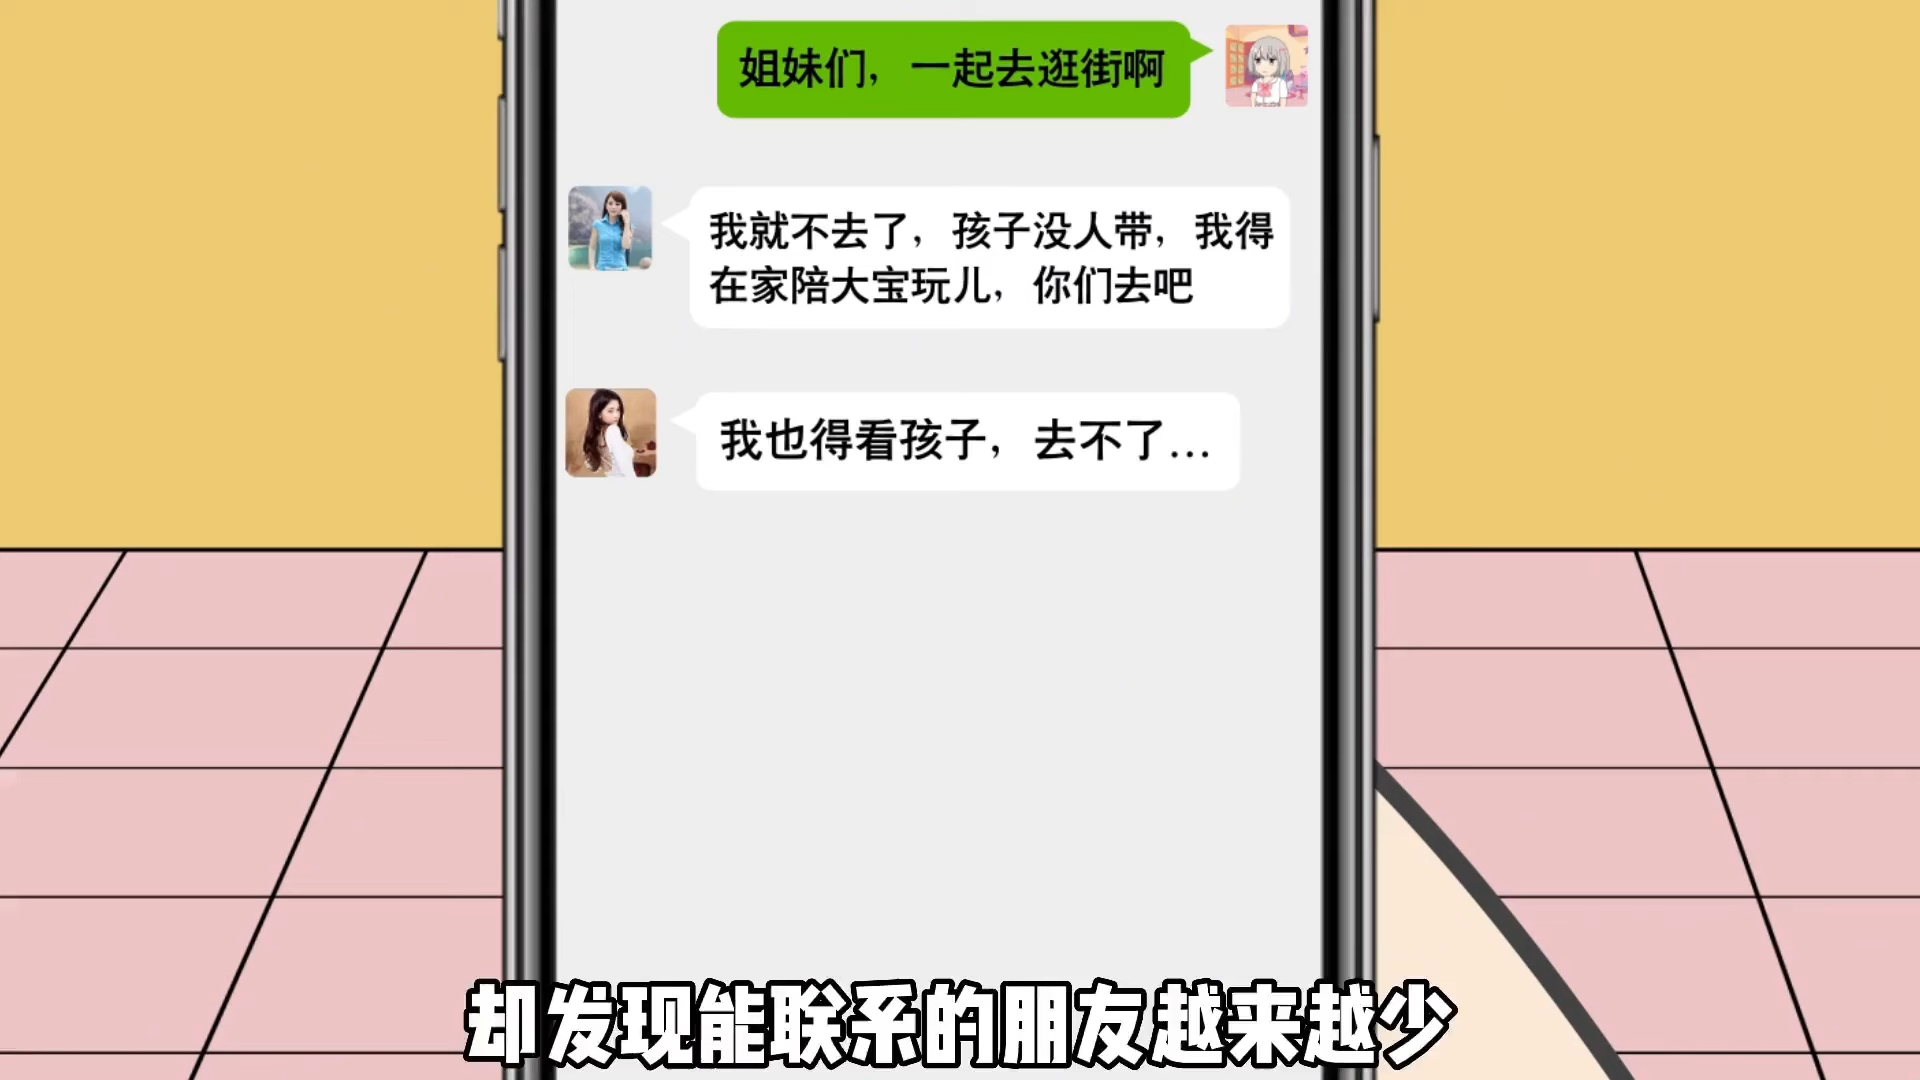 姐妹们，一起去逛街啊
我就不去了，孩子没人带，我得
在家陪大宝玩儿，你们去吧
我也得看孩子，去不了...
却发现能联系的朋友越来越少